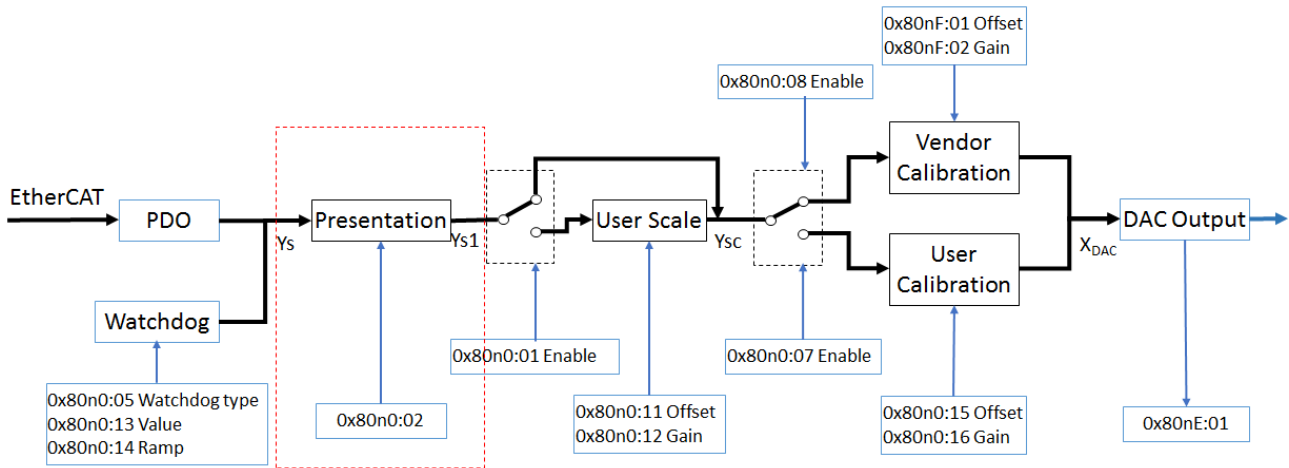 0x80nF:01 Offset
0x80nF:02 Gain
0x80n0:08 Enable
Vendor
Calibration
EtherCAT
PDO
Presentation
User Scale
DAC Output
Ys
Ys1
Ysc
XDAC
User
Calibration
Watchdog
0x80n0:01 Enable
0x80n0:07 Enable
0x80n0:05 Watchdog type
0x80n0:13 Value
0x80n0:14 Ramp
0x80n0:02
0x80n0:11 Offset
0x80n0:12 Gain
0x80n0:15 Offset
0x80n0:16 Gain
0x80nE:01